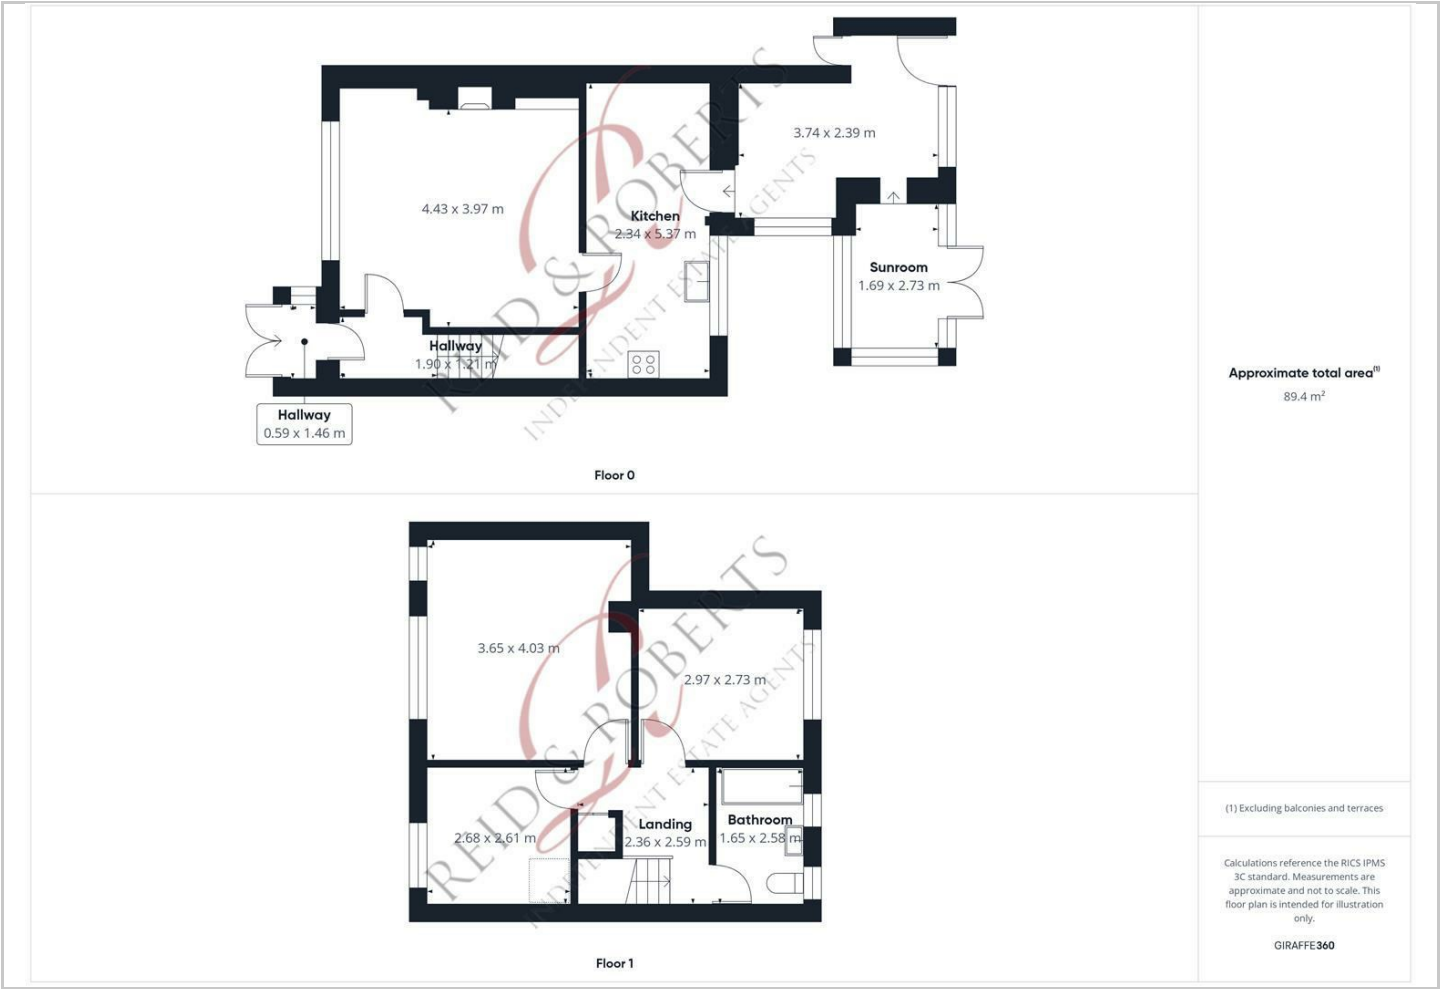 3.74 x 2.39 m
4.43 x 3.97 m
Kitchen
2.34 x 5.37 m
Sunroom
1.69 x 2.73 m
Hallway
1.90 x 1.21 m
Hallway
0.59 x 1.46 m
Floor 0
REID & ROBERTS
INDEPENDENT ESTATE AGENTS
3.65 x 4.03 m
2.97 x 2.73 m
2.68 x 2.61 m
Landing
2.36 x 2.59 m
Bathroom
1.65 x 2.58 m
Floor 1
REID & ROBERTS
INDEPENDENT ESTATE AGENTS
Approximate total area(1)
89.4 m²
(1) Excluding balconies and terraces
Calculations reference the RICS IPMS
3C standard. Measurements are
approximate and not to scale. This
floor plan is intended for illustration
only.
GIRAFFE360